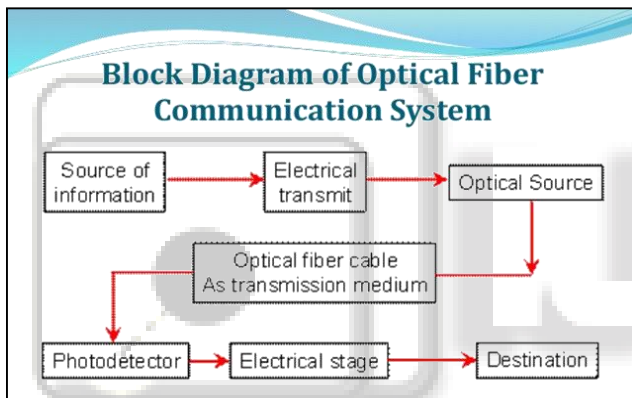 Block Diagram of Optical Fiber
Communication System
Source of
information
Electrical
transmit
Optical Source
Optical fiber cable
As transmission medium
Photodetector
Electrical stage
Destination